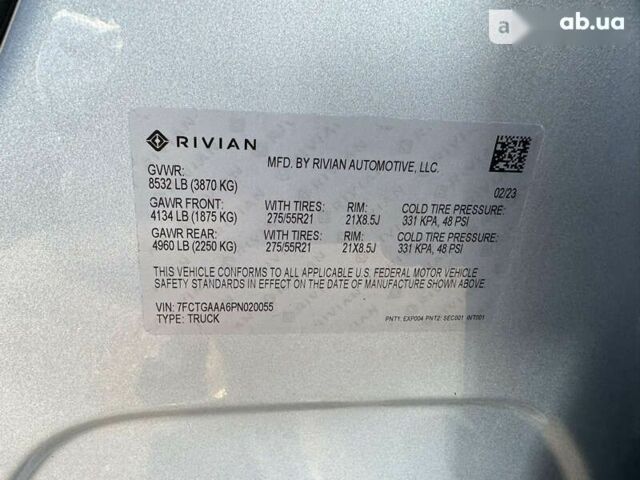 a ab.ua
RIVIAN
MFD. BY RIVIAN AUTOMOTIVE, LLC.
GVWR:
8532 LB (3870 KG)
02/23
GAWR FRONT: WITH TIRES: RIM: COLD TIRE PRESSURE:
4134 LB (1875 KG) 275/55R21 21X8.5J 331 KPA, 48 PSI
GAWR REAR: WITH TIRES: RIM: COLD TIRE PRESSURE:
4960 LB (2250 KG) 275/55R21 21X8.5J 331 KPA, 48 PSI
THIS VEHICLE CONFORMS TO ALL APPLICABLE U.S. FEDERAL MOTOR VEHICLE
SAFETY STANDARDS IN EFFECT ON THE DATE OF MANUFACTURE SHOWN ABOVE.
VIN: 7FCTGAAA6PN020055
TYPE: TRUCK
PNT1: EXP004 PNT2: SEC001 INT001